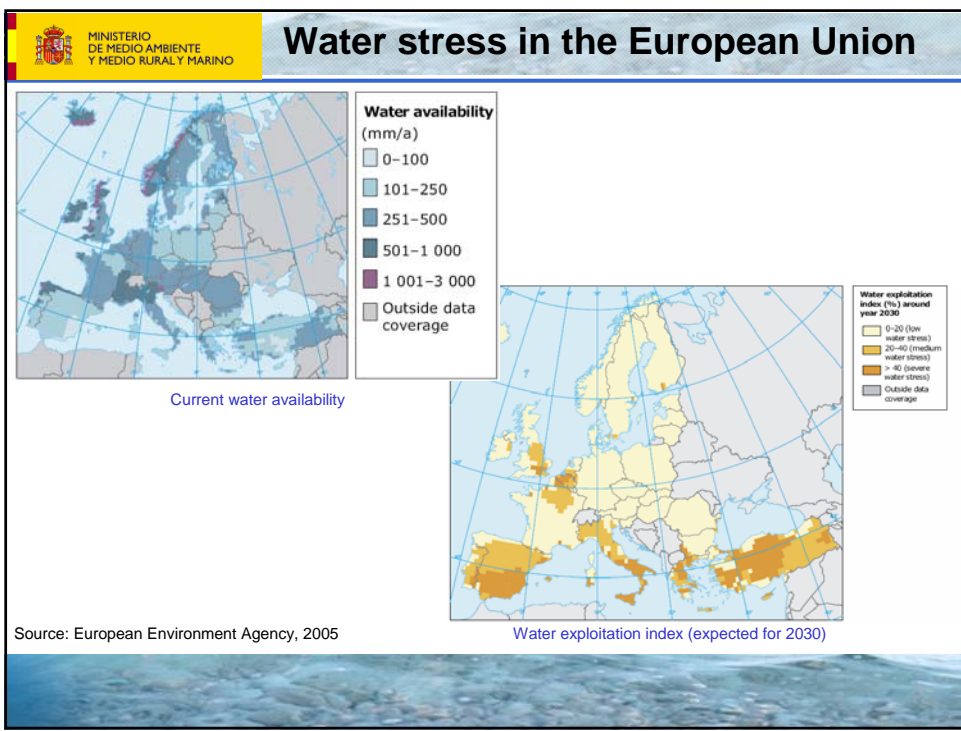 MINISTERIO
DE MEDIO AMBIENTE
Y MEDIO RURAL Y MARINO
Water stress in the European Union
Water availability
(mm/a)
0–100
101–250
251–500
501–1 000
1 001–3 000
Outside data
coverage
Current water availability
Water exploitation
index (%) around
year 2030
0–20 (low
water stress)
20–40 (medium
water stress)
> 40 (severe
water stress)
Outside data
coverage
Source: European Environment Agency, 2005
Water exploitation index (expected for 2030)